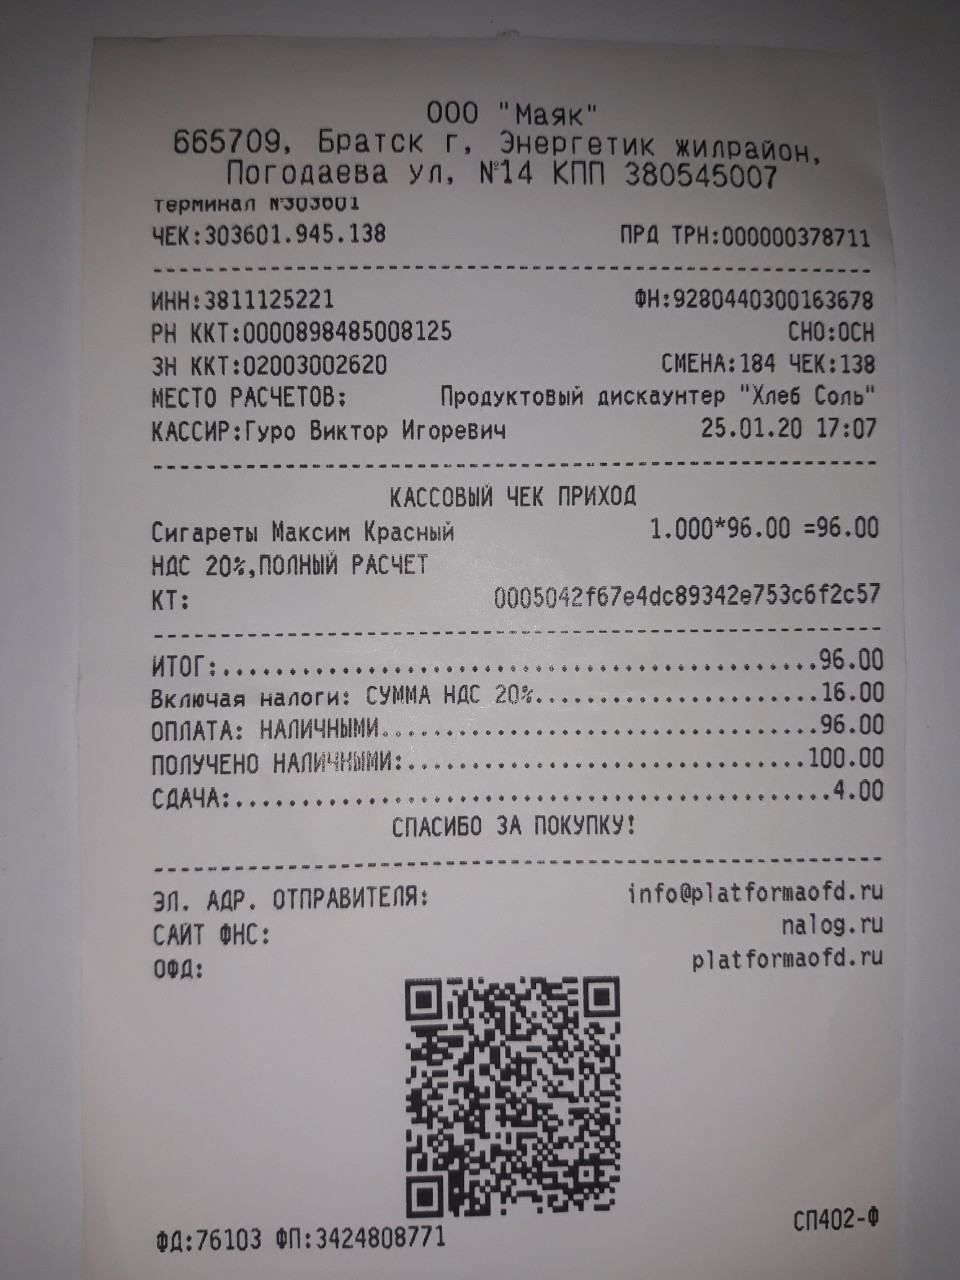 ООО "Маяк"
665709, Братск г, Энергетик жилрайон,
Погодаева ул, №14 КПП 380545007
терминал №303601
ЧЕК:303601.945.138 ПРД ТРН:000000378711
ИНН:3811125221 ФН:9280440300163678
РН ККТ:0000898485008125 СНО:ОСН
ЗН ККТ:02003002620 СМЕНА:184 ЧЕК:138
МЕСТО РАСЧЕТОВ: Продуктовый дискаунтер "Хлеб Соль"
КАССИР:Гуро Виктор Игоревич 25.01.20 17:07
КАССОВЫЙ ЧЕК ПРИХОД
Сигареты Максим Красный 1.000*96.00 =96.00
НДС 20%,ПОЛНЫЙ РАСЧЕТ
КТ: 0005042f67e4dc89342e753c6f2c57
ИТОГ:..............................................96.00
Включая налоги: СУММА НДС 20%......................16.00
ОПЛАТА: НАЛИЧНЫМИ..................................96.00
ПОЛУЧЕНО НАЛИЧНЫМИ:...............................100.00
СДАЧА:..............................................4.00
СПАСИБО ЗА ПОКУПКУ!
ЭЛ. АДР. ОТПРАВИТЕЛЯ: info@platformaofd.ru
САЙТ ФНС: nalog.ru
ОФД: platformaofd.ru
ФД:76103 ФП:3424808771 СП402-Ф